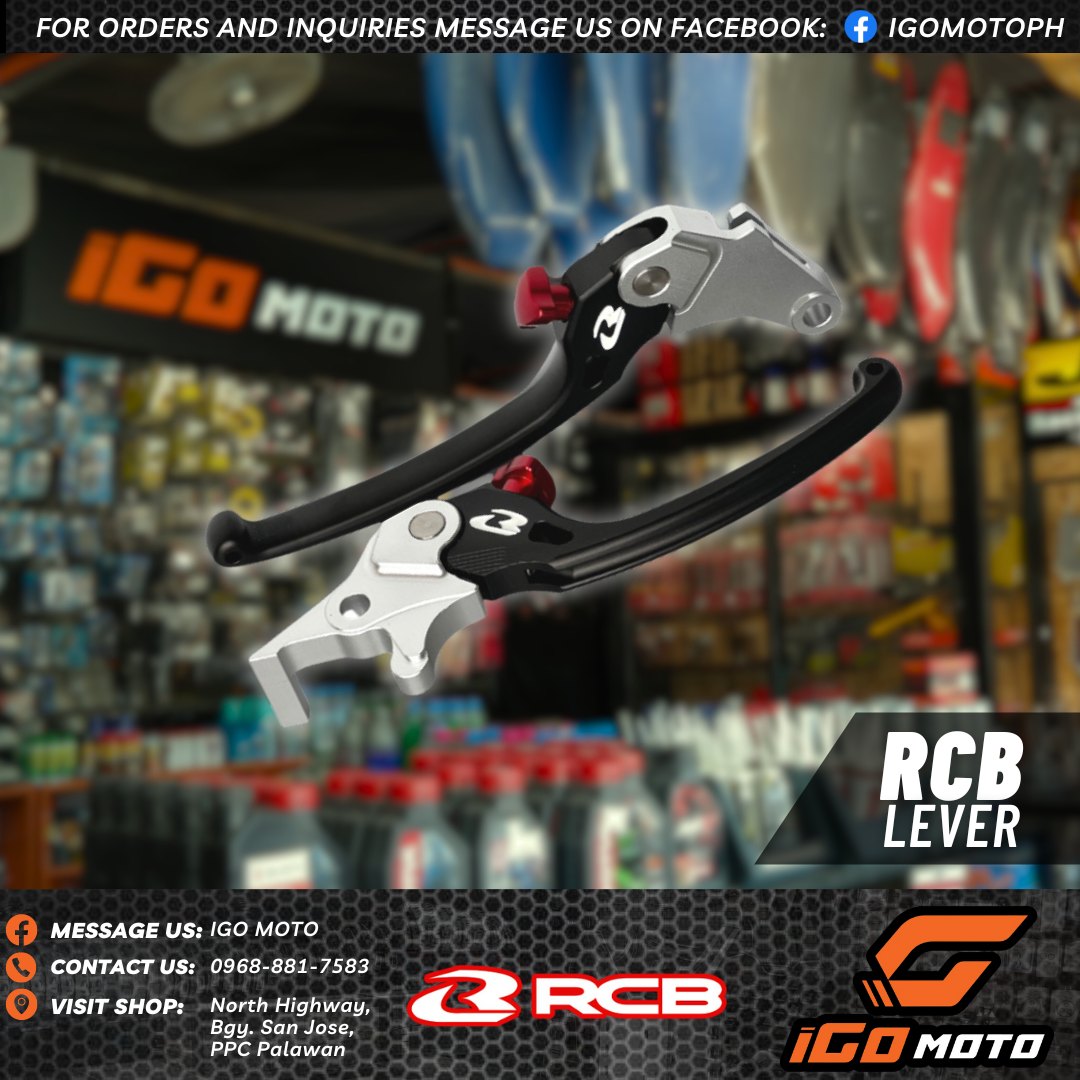 FOR ORDERS AND INQUIRIES MESSAGE US ON FACEBOOK: IGOMOTOPH
iGO MOTO
RCB
LEVER
MESSAGE US: IGO MOTO
CONTACT US: 0968-881-7583
VISIT SHOP: North Highway,
Bgy. San Jose,
PPC Palawan
RCB
iGO MOTO